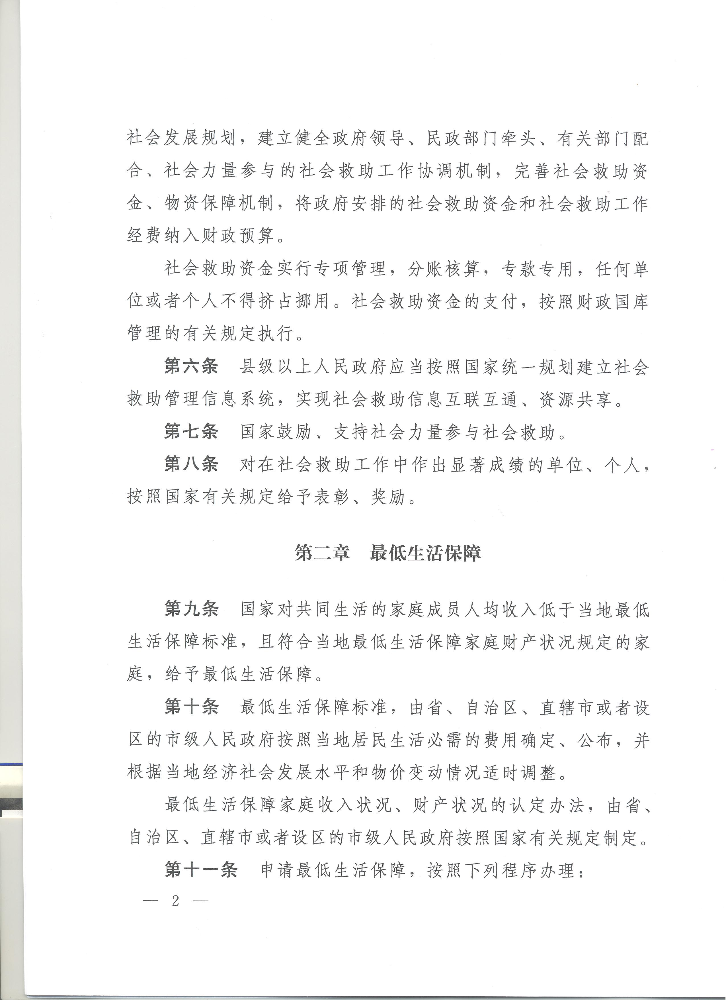 社会发展规划，建立健全政府领导、民政部门牵头、有关部门配
合、社会力量参与的社会救助工作协调机制，完善社会救助资
金、物资保障机制，将政府安排的社会救助资金和社会救助工作
经费纳入财政预算。
社会救助资金实行专项管理，分账核算，专款专用，任何单
位或者个人不得挤占挪用。社会救助资金的支付，按照财政国库
管理的有关规定执行。
第六条　县级以上人民政府应当按照国家统一规划建立社会
救助管理信息系统，实现社会救助信息互联互通、资源共享。
第七条　国家鼓励、支持社会力量参与社会救助。
第八条　对在社会救助工作中作出显著成绩的单位、个人，
按照国家有关规定给予表彰、奖励。
第二章　最低生活保障
第九条　国家对共同生活的家庭成员人均收入低于当地最低
生活保障标准，且符合当地最低生活保障家庭财产状况规定的家
庭，给予最低生活保障。
第十条　最低生活保障标准，由省、自治区、直辖市或者设
区的市级人民政府按照当地居民生活必需的费用确定、公布，并
根据当地经济社会发展水平和物价变动情况适时调整。
最低生活保障家庭收入状况、财产状况的认定办法，由省、
自治区、直辖市或者设区的市级人民政府按照国家有关规定制定。
第十一条　申请最低生活保障，按照下列程序办理：
— 2 —